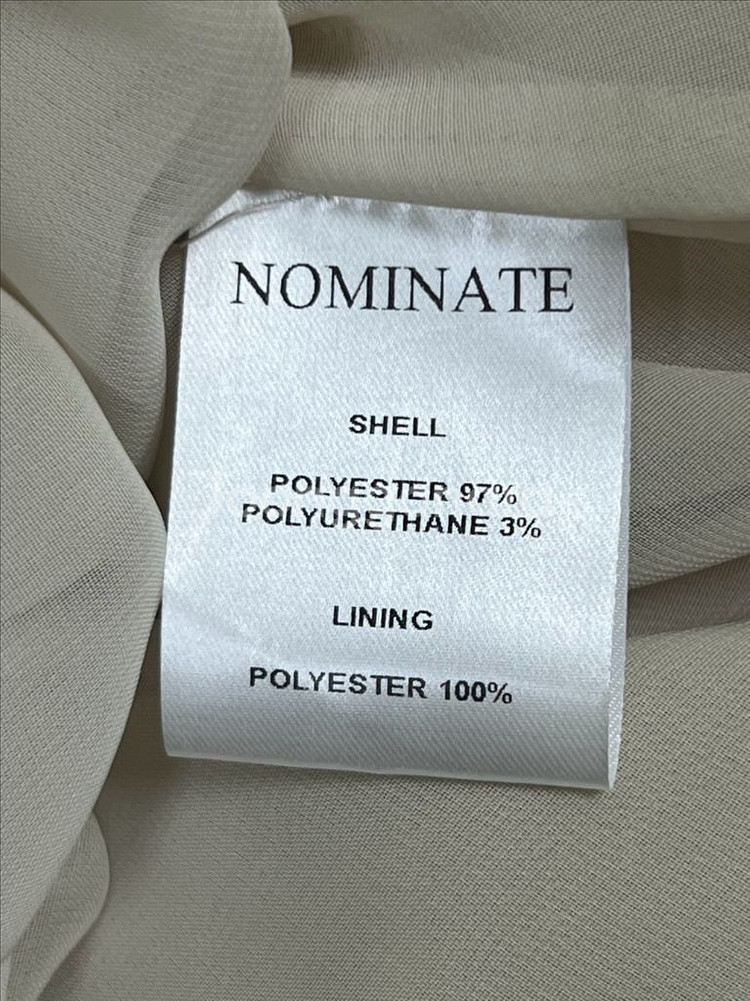 NOMINATE
SHELL
POLYESTER 97%
POLYURETHANE 3%
LINING
POLYESTER 100%